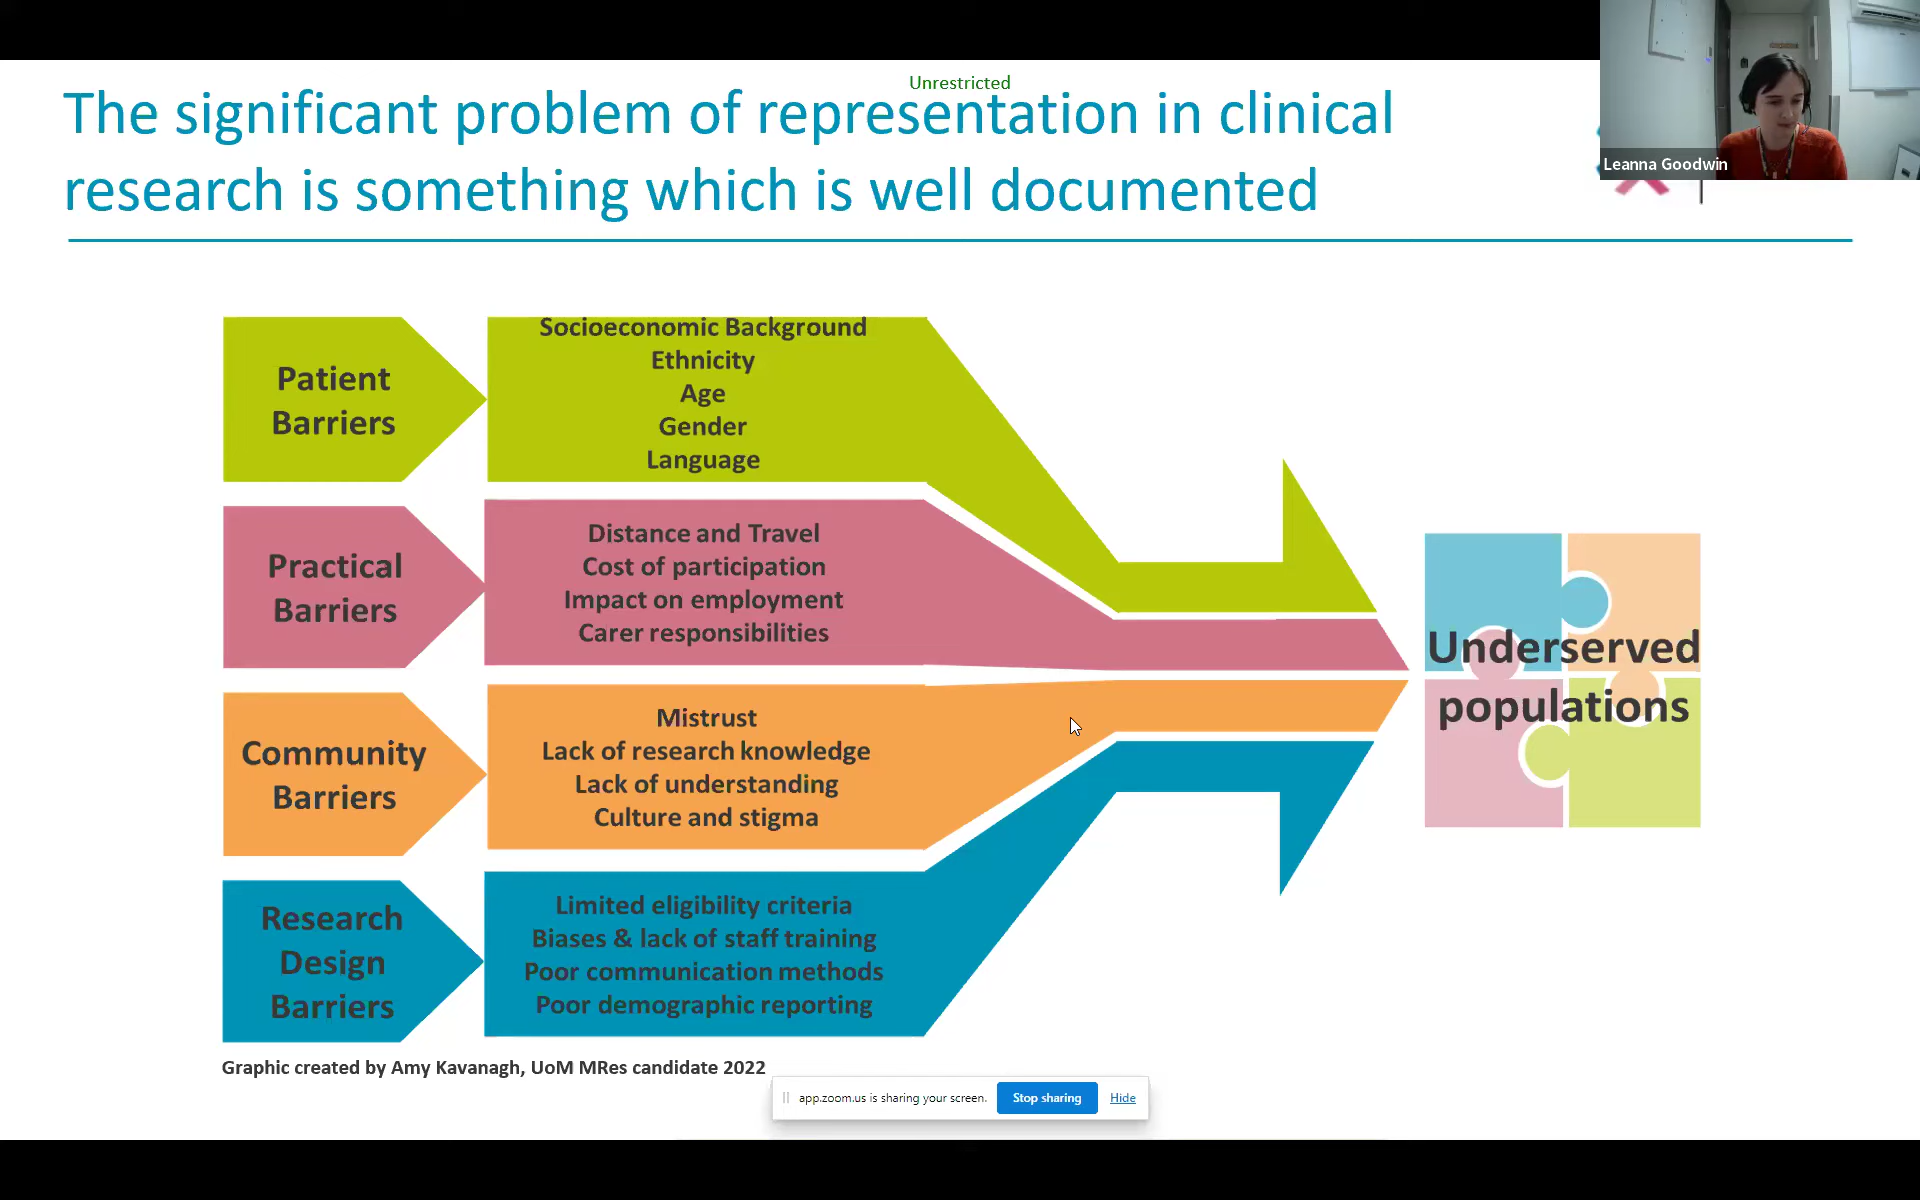 Unrestricted
The significant problem of representation in clinical
research is something which is well documented
Leanna Goodwin
Patient
Barriers
Socioeconomic Background
Ethnicity
Age
Gender
Language
Practical
Barriers
Distance and Travel
Cost of participation
Impact on employment
Carer responsibilities
Community
Barriers
Mistrust
Lack of research knowledge
Lack of understanding
Culture and stigma
Research
Design
Barriers
Limited eligibility criteria
Biases & lack of staff training
Poor communication methods
Poor demographic reporting
Underserved
populations
Graphic created by Amy Kavanagh, UoM MRes candidate 2022
app.zoom.us is sharing your screen.
Stop sharing
Hide